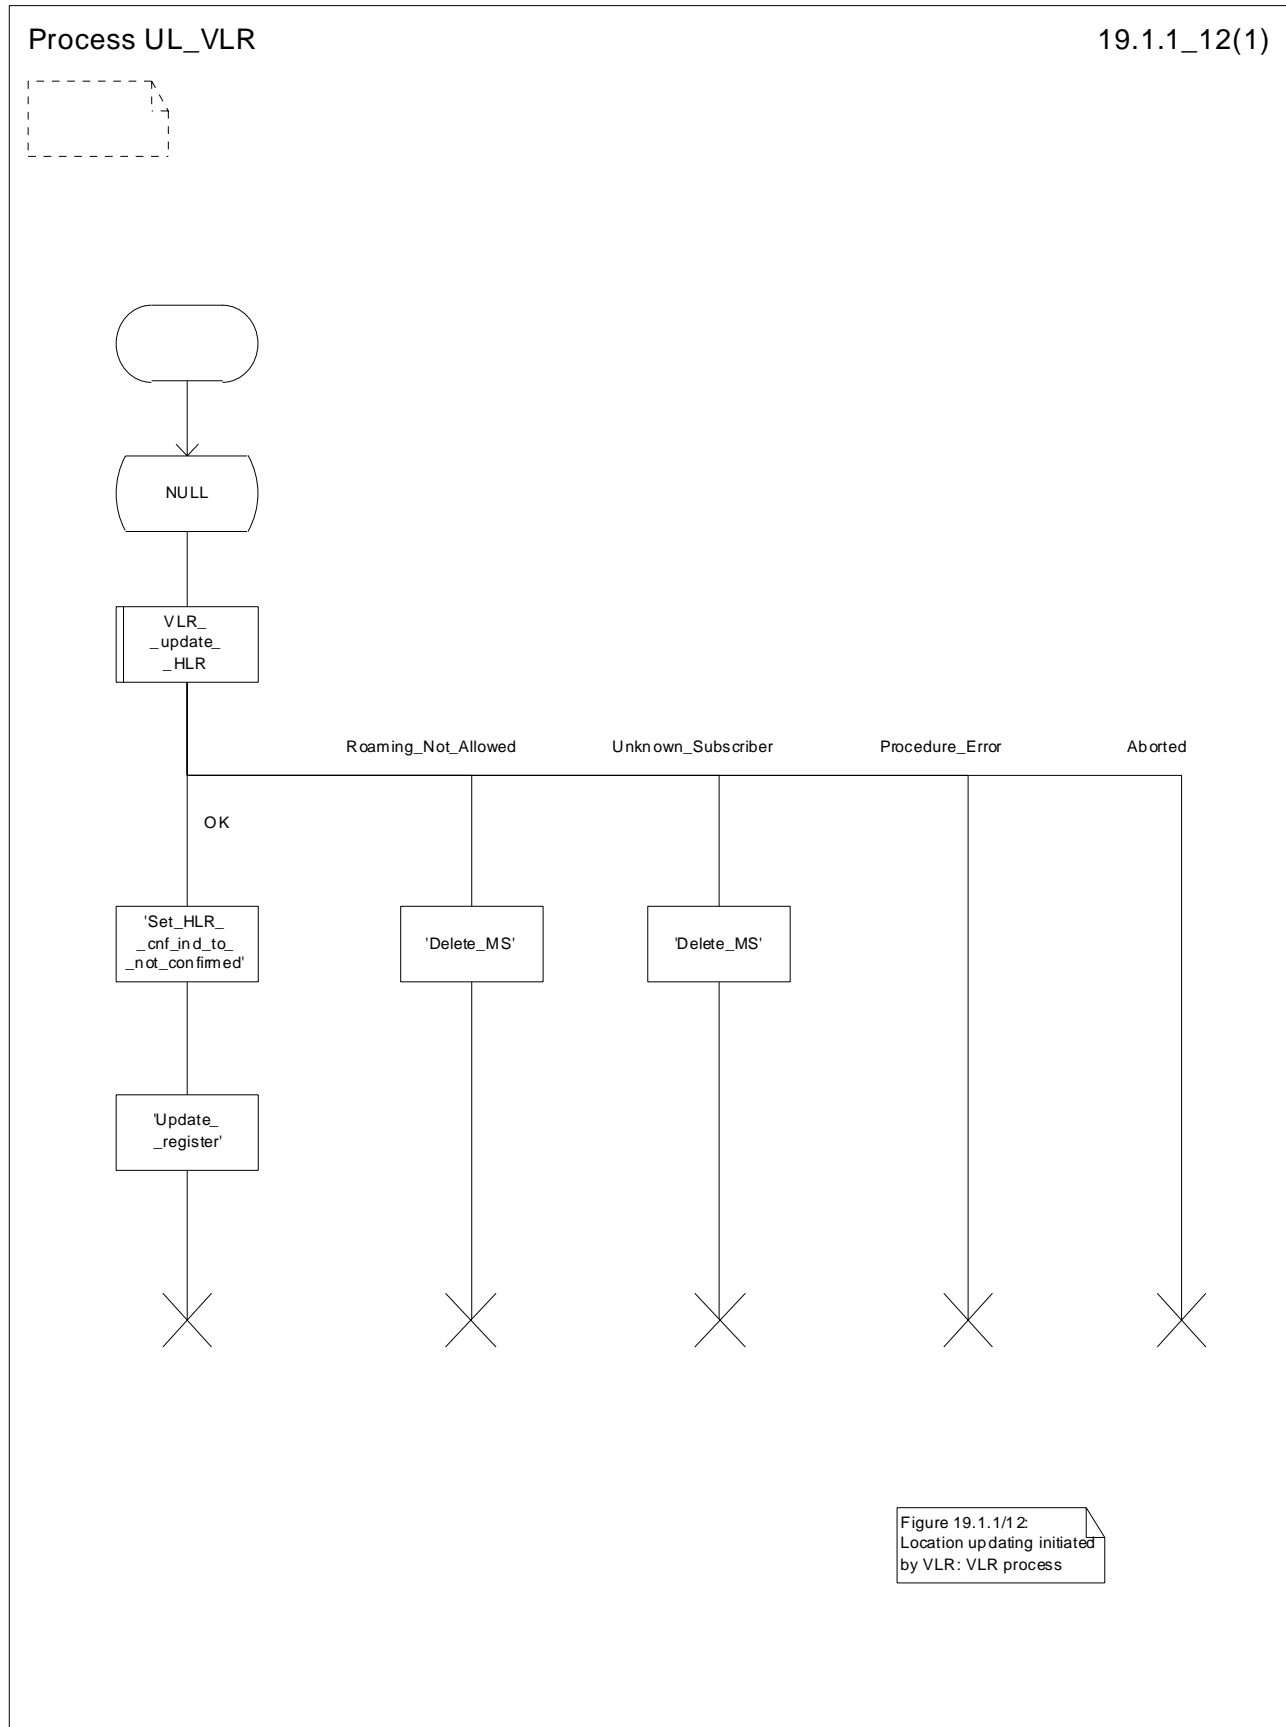 Process UL_VLR
19.1.1_12(1)
NULL
VLR_
_update_
_HLR
Roaming_Not_Allowed
Unknown_Subscriber
Procedure_Error
Aborted
OK
'Set_HLR_
_cnf_ind_to_
_not_confirmed'
'Delete_MS'
'Delete_MS'
'Update_
_register'
Figure 19.1.1/12:
Location updating initiated
by VLR: VLR process